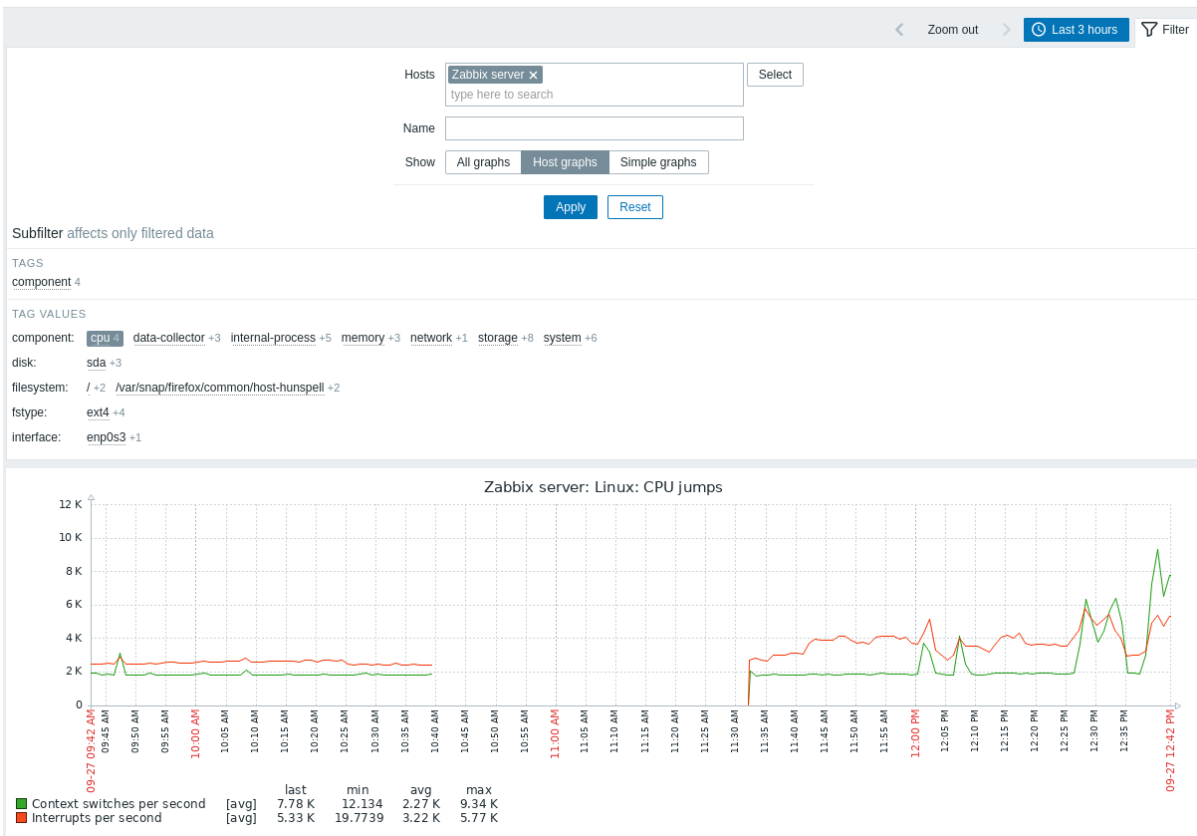 Zoom out Last 3 hours Filter
Hosts Zabbix server Select
type here to search
Name
Show All graphs Host graphs Simple graphs
Apply Reset
Subfilter affects only filtered data
TAGS
component 4
TAG VALUES
component: cpu 4 data-collector +3 internal-process +5 memory +3 network +1 storage +8 system +6
disk: sda +3
filesystem: / +2 /var/snap/firefox/common/host-hunspell +2
fstype: ext4 +4
interface: enp0s3 +1
Zabbix server: Linux: CPU jumps
12 K
10 K
8 K
6 K
4 K
2 K
0
09-27 09:42 AM 09:45 AM 09:50 AM 09:55 AM 10:00 AM 10:05 AM 10:10 AM 10:15 AM 10:20 AM 10:25 AM 10:30 AM 10:35 AM 10:40 AM 10:45 AM 10:50 AM 10:55 AM 11:00 AM 11:05 AM 11:10 AM 11:15 AM 11:20 AM 11:25 AM 11:30 AM 11:35 AM 11:40 AM 11:45 AM 11:50 AM 11:55 AM 12:00 PM 12:05 PM 12:10 PM 12:15 PM 12:20 PM 12:25 PM 12:30 PM 12:35 PM 09-27 12:42 PM
last min avg max
Context switches per second [avg] 7.78 K 12.134 2.27 K 9.34 K
Interrupts per second [avg] 5.33 K 19.7739 3.22 K 5.77 K